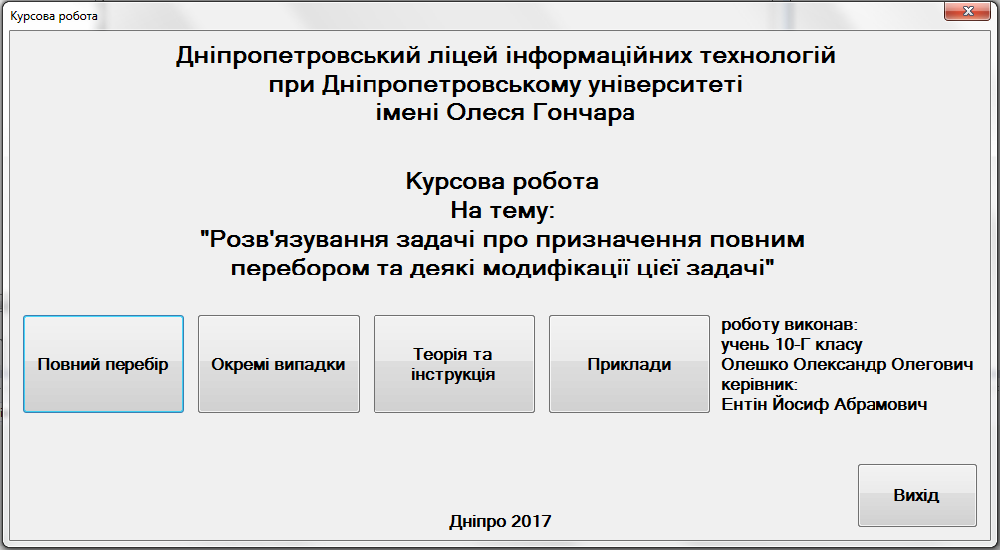 Курсова робота
Дніпропетровський ліцей інформаційних технологій
при Дніпропетровському університеті
імені Олеся Гончара
Курсова робота
На тему:
"Розв'язування задачі про призначення повним
перебором та деякі модифікації цієї задачі"
Повний перебір
Окремі випадки
Теорія та
інструкція
Приклади
роботу виконав:
учень 10-Г класу
Олешко Олександр Олегович
керівник:
Ентін Йосиф Абрамович
Вихід
Дніпро 2017